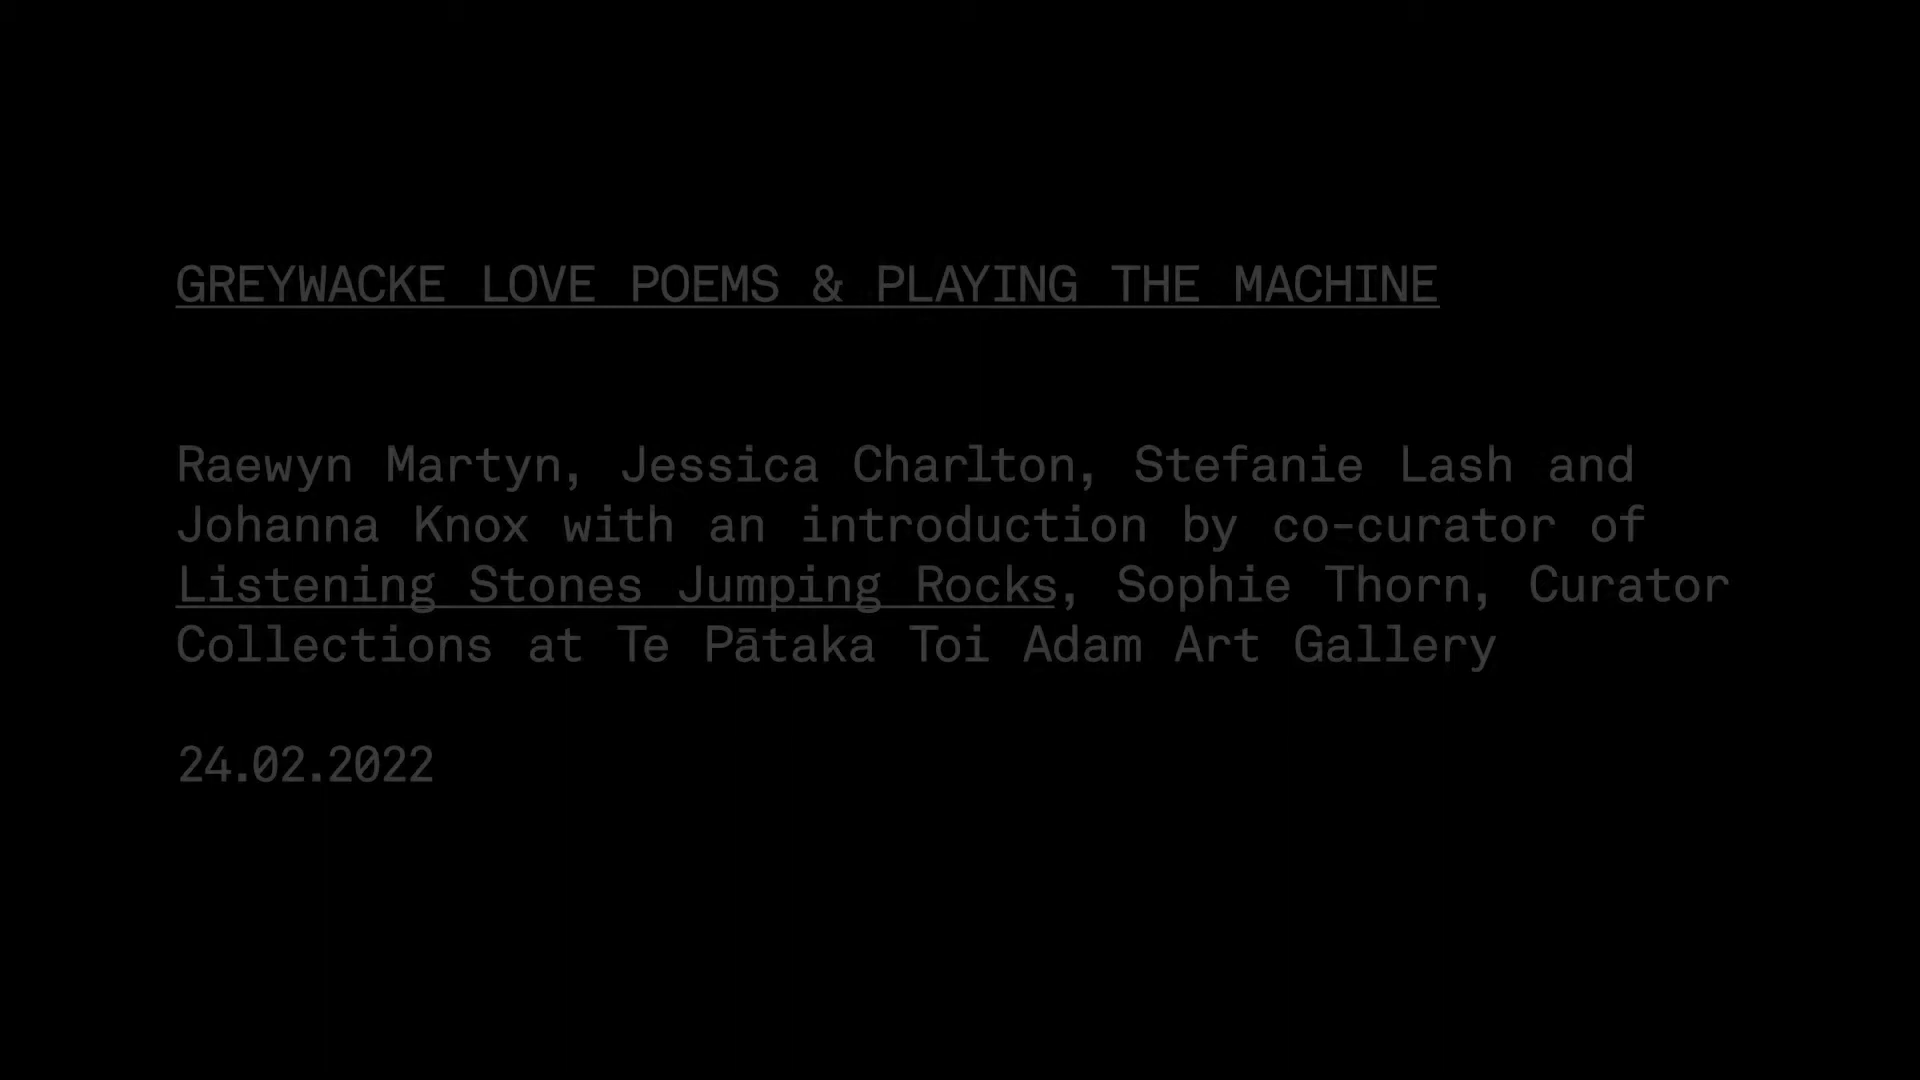 GREYWACKE LOVE POEMS & PLAYING THE MACHINE
Raewyn Martyn, Jessica Charlton, Stefanie Lash and
Johanna Knox with an introduction by co-curator of
Listening Stones Jumping Rocks, Sophie Thorn, Curator
Collections at Te Pātaka Toi Adam Art Gallery
24.02.2022